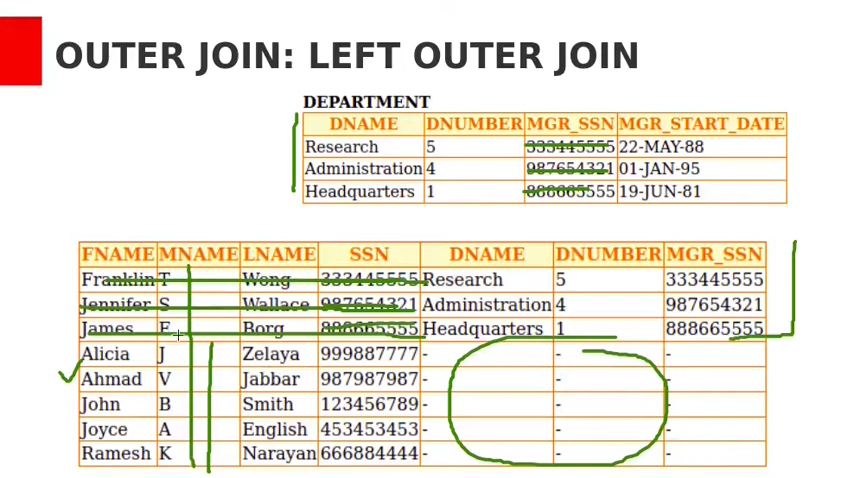 OUTER JOIN: LEFT OUTER JOIN
DEPARTMENT
DNAME DNUMBER MGR_SSN MGR_START_DATE
Research 5 333445555 22-MAY-88
Administration 4 987654321 01-JAN-95
Headquarters 1 888665555 19-JUN-81
FNAME MNAME LNAME SSN DNAME DNUMBER MGR_SSN
Franklin T Wong 333445555 Research 5 333445555
Jennifer S Wallace 987654321 Administration 4 987654321
James E Borg 888665555 Headquarters 1 888665555
Alicia J Zelaya 999887777 - - -
Ahmad V Jabbar 987987987 - - -
John B Smith 123456789 - - -
Joyce A English 453453453 - - -
Ramesh K Narayan 666884444 - - -